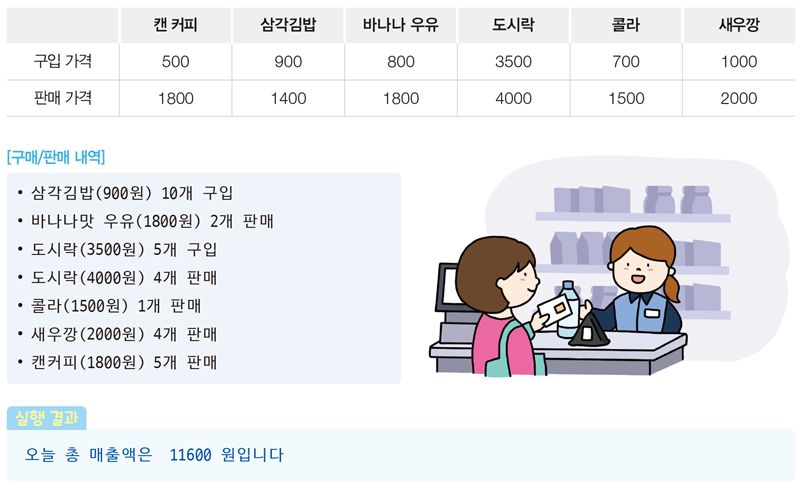 캔 커피 삼각김밥 바나나 우유 도시락 콜라 새우깡
구입 가격 500 900 800 3500 700 1000
판매 가격 1800 1400 1800 4000 1500 2000
[구매/판매 내역]
• 삼각김밥(900원) 10개 구입
• 바나나맛 우유(1800원) 2개 판매
• 도시락(3500원) 5개 구입
• 도시락(4000원) 4개 판매
• 콜라(1500원) 1개 판매
• 새우깡(2000원) 4개 판매
• 캔커피(1800원) 5개 판매
실행 결과
오늘 총 매출액은 11600 원입니다